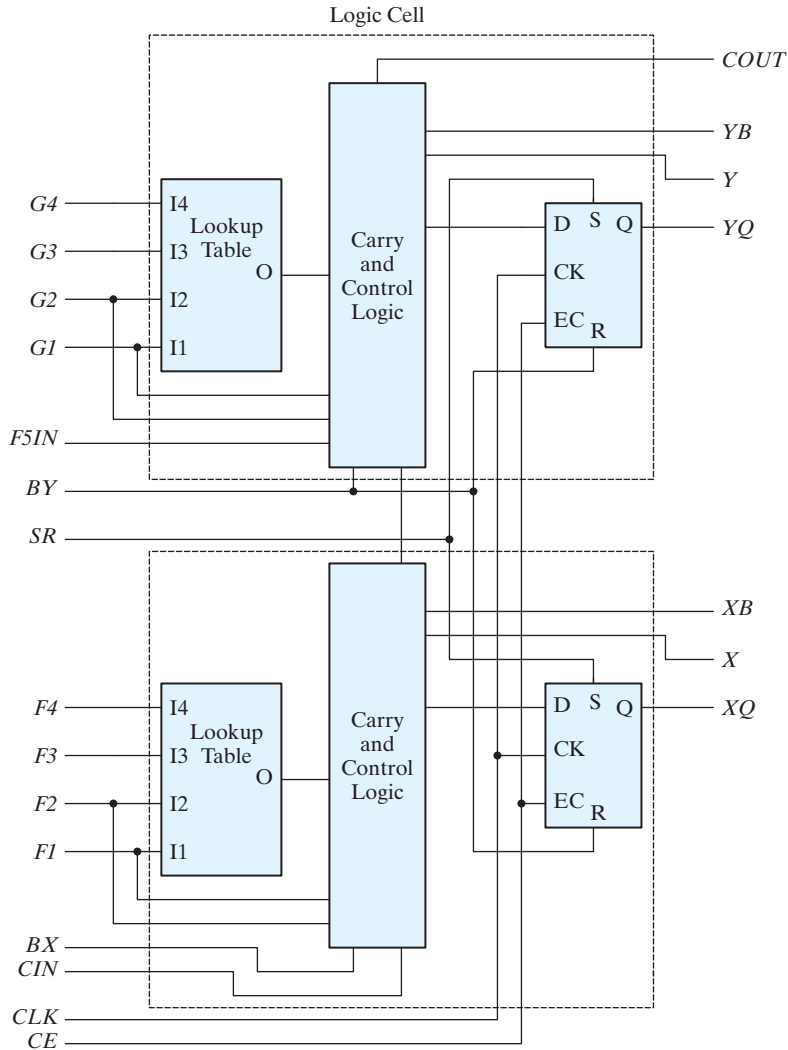 Logic Cell
COUT
YB
Y
YQ
G4
G3
G2
G1
F5IN
BY
SR
I4
I3
I2
I1
Lookup
Table
O
Carry
and
Control
Logic
D
S
Q
CK
EC
R
XB
X
XQ
F4
F3
F2
F1
BX
CIN
CLK
CE
I4
I3
I2
I1
Lookup
Table
O
Carry
and
Control
Logic
D
S
Q
CK
EC
R